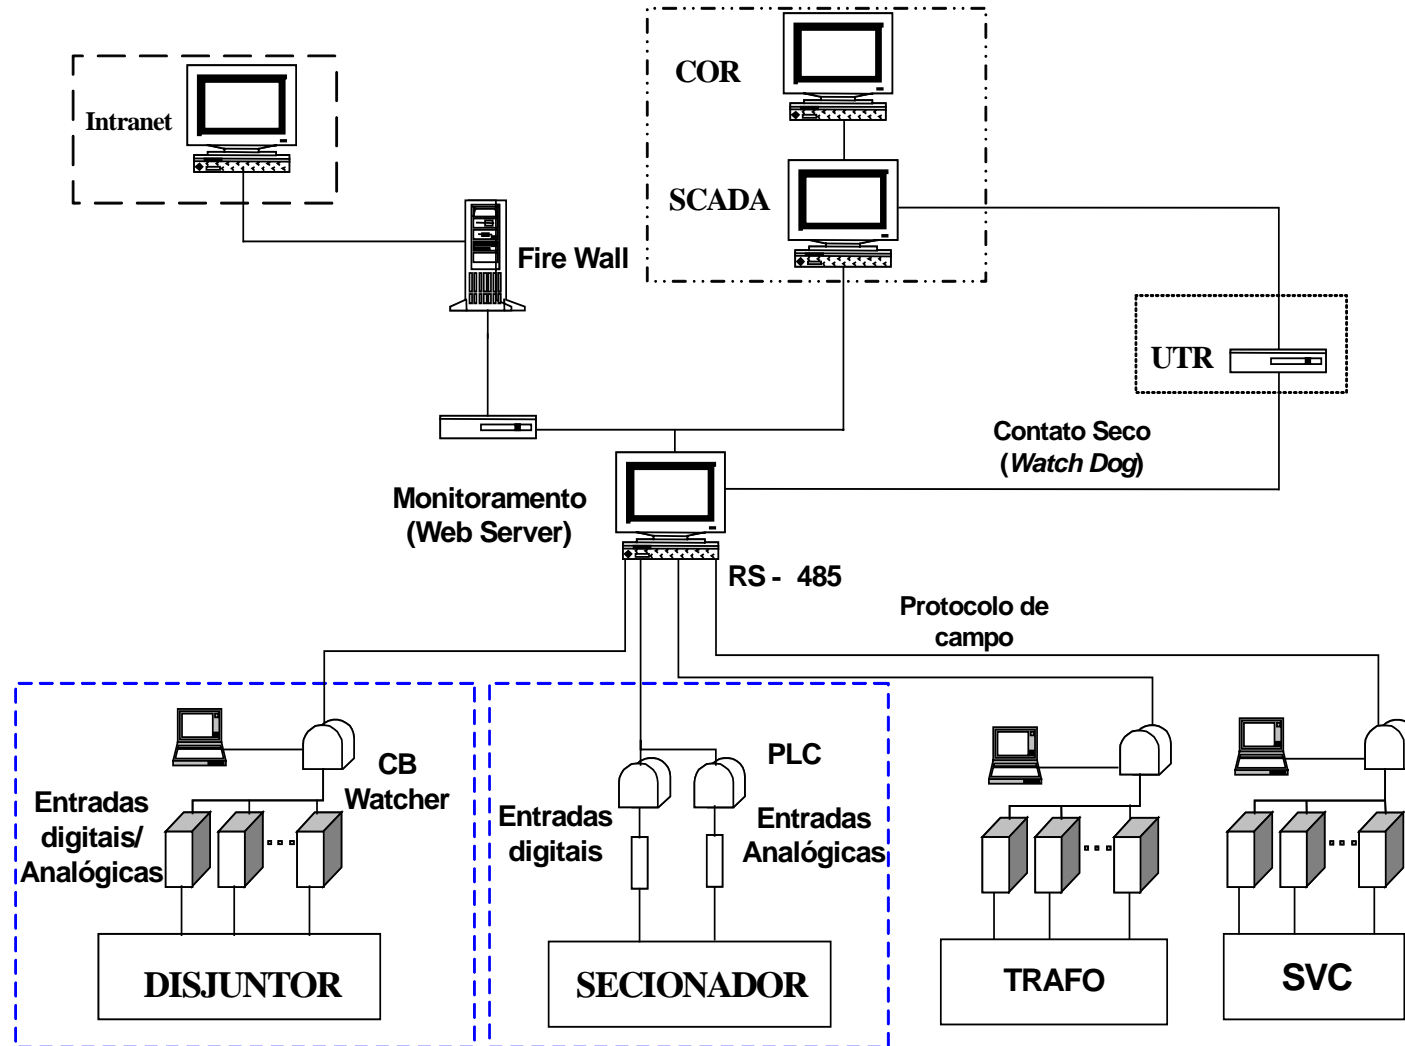 COR
Intranet
SCADA
Fire Wall
UTR
Contato Seco
(Watch Dog)
Monitoramento
(Web Server)
RS - 485
Protocolo de
campo
CB
Watcher
Entradas
digitais/
Analógicas
PLC
Entradas
digitais
Entradas
Analógicas
DISJUNTOR
SECIONADOR
TRAFO
SVC